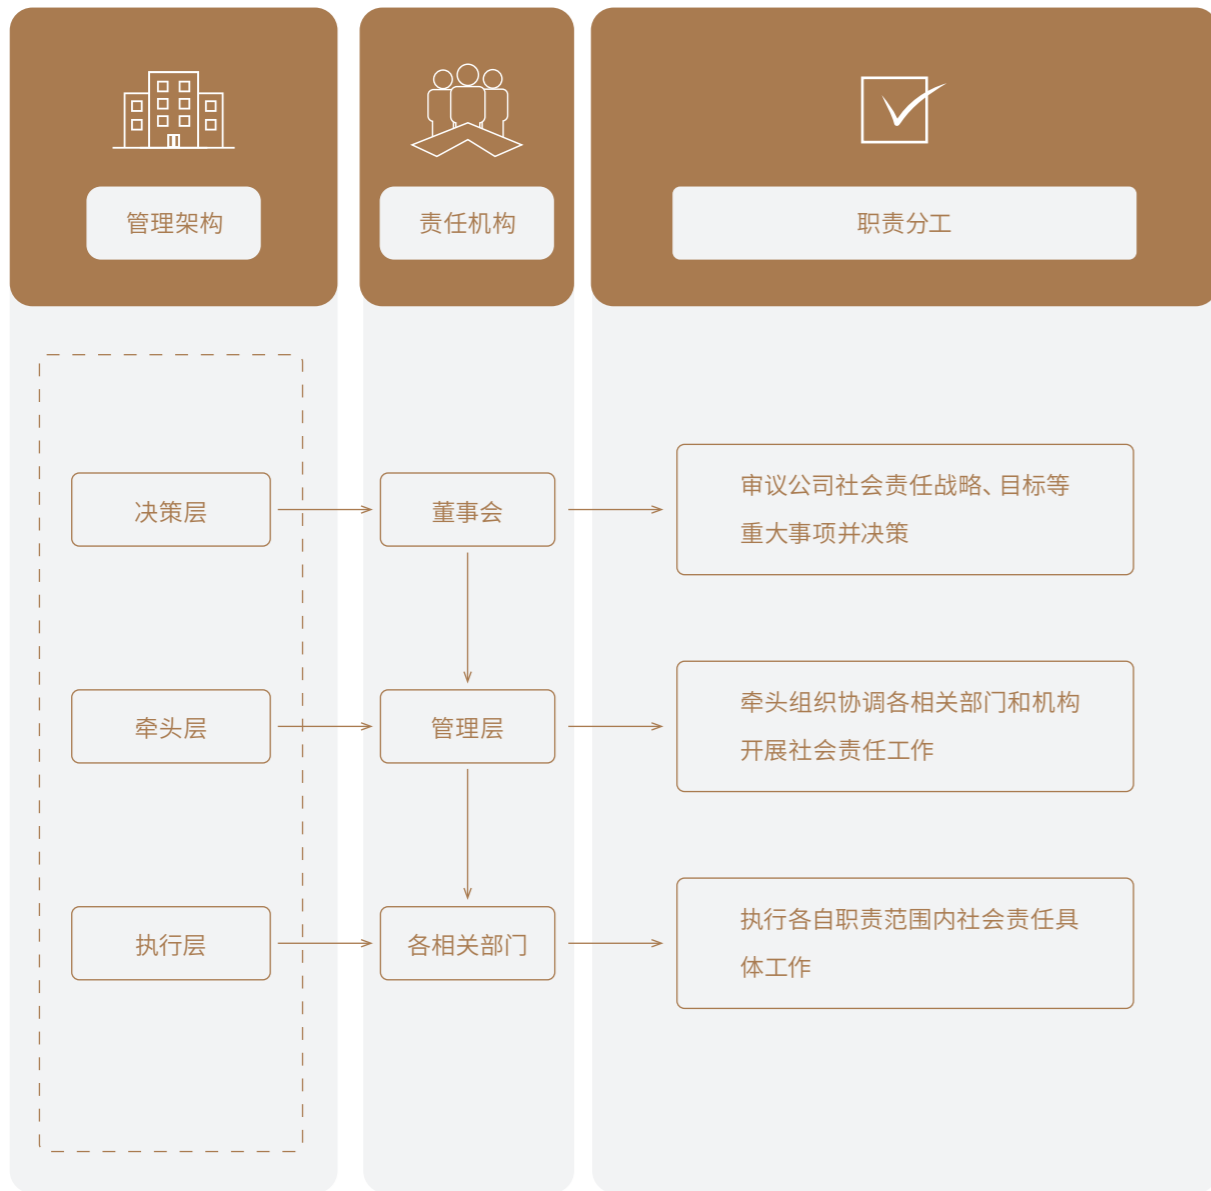 管理架构
责任机构
职责分工
决策层
董事会
审议公司社会责任战略、目标等
重大事项并决策
牵头层
管理层
牵头组织协调各相关部门和机构
开展社会责任工作
执行层
各相关部门
执行各自职责范围内社会责任具
体工作